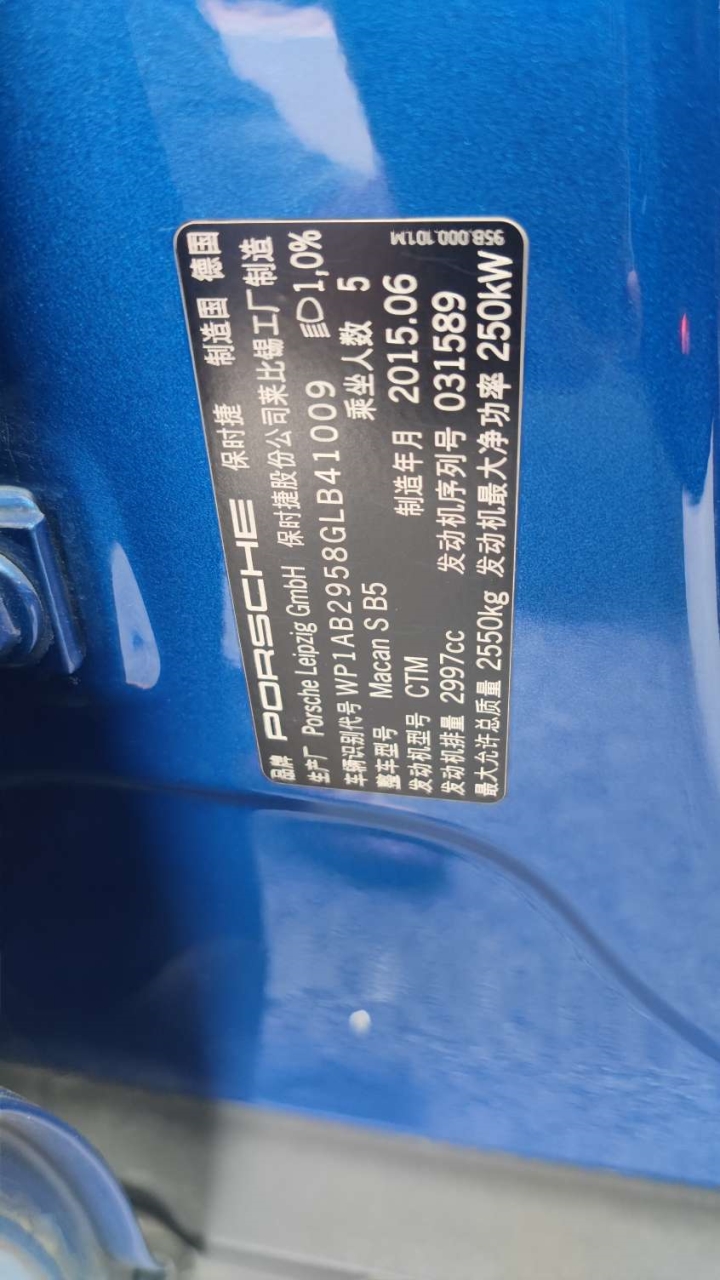 品牌 PORSCHE 保时捷 制造国 德国
生产厂 Porsche Leipzig GmbH 保时捷股份公司莱比锡工厂制造
车辆识别代号 WP1AB2958GLB41009 1,0%
整车型号 Macan S B5 乘坐人数 5
发动机型号 CTM 制造年月 2015.06
发动机排量 2997cc 发动机序列号 031589
最大允许总质量 2550kg 发动机最大净功率 250kW
95B.000.101.M